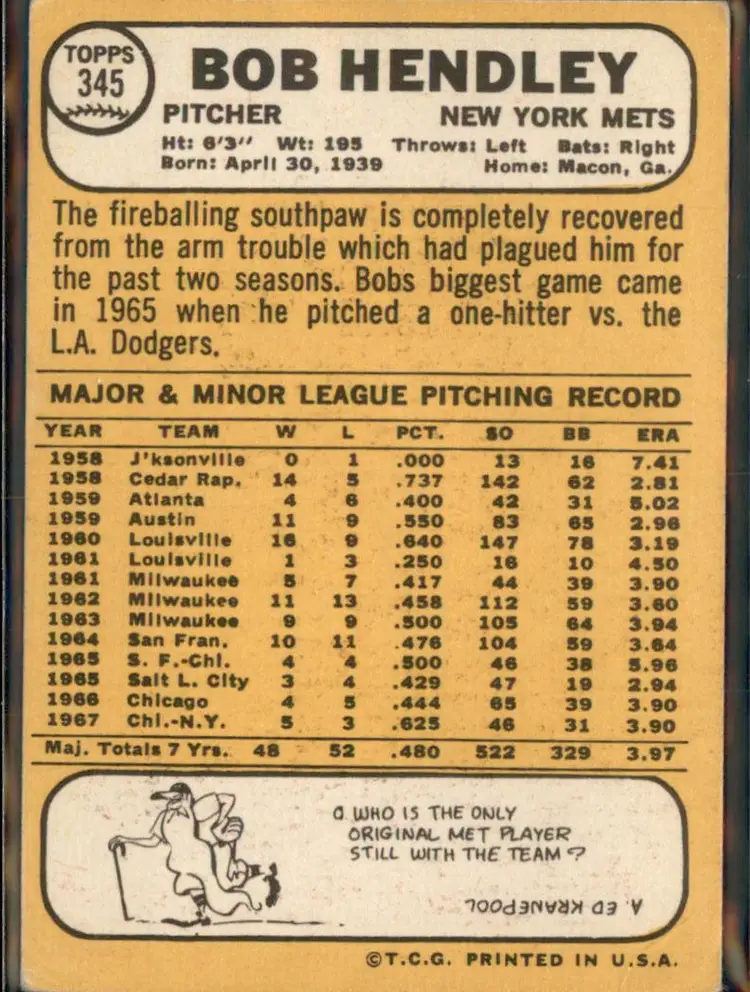 TOPPS
345
BOB HENDLEY
PITCHER NEW YORK METS
Ht: 6'3" Wt: 195 Throws: Left Bats: Right
Born: April 30, 1939 Home: Macon, Ga.
The fireballing southpaw is completely recovered
from the arm trouble which had plagued him for
the past two seasons. Bobs biggest game came
in 1965 when he pitched a one-hitter vs. the
L.A. Dodgers.
MAJOR & MINOR LEAGUE PITCHING RECORD
YEAR TEAM W L PCT. SO BB ERA
1958 J'ksonville 0 1 .000 13 16 7.41
1958 Cedar Rap. 14 5 .737 142 62 2.81
1959 Atlanta 4 6 .400 42 31 5.02
1959 Austin 11 9 .550 83 65 2.96
1960 Louisville 16 9 .640 147 78 3.19
1961 Louisville 1 3 .250 16 10 4.50
1961 Milwaukee 5 7 .417 44 39 3.90
1962 Milwaukee 11 13 .458 112 59 3.60
1963 Milwaukee 9 9 .500 105 64 3.94
1964 San Fran. 10 11 .476 104 59 3.64
1965 S. F.-Chi. 4 4 .500 46 38 5.96
1965 Salt L. City 3 4 .429 47 19 2.94
1966 Chicago 4 5 .444 65 39 3.90
1967 Chi.-N.Y. 5 3 .625 46 31 3.90
Maj. Totals 7 Yrs. 48 52 .480 522 329 3.97
Q. WHO IS THE ONLY
ORIGINAL MET PLAYER
STILL WITH THE TEAM?
A. ED KRANEPOOL
©T.C.G. PRINTED IN U.S.A.